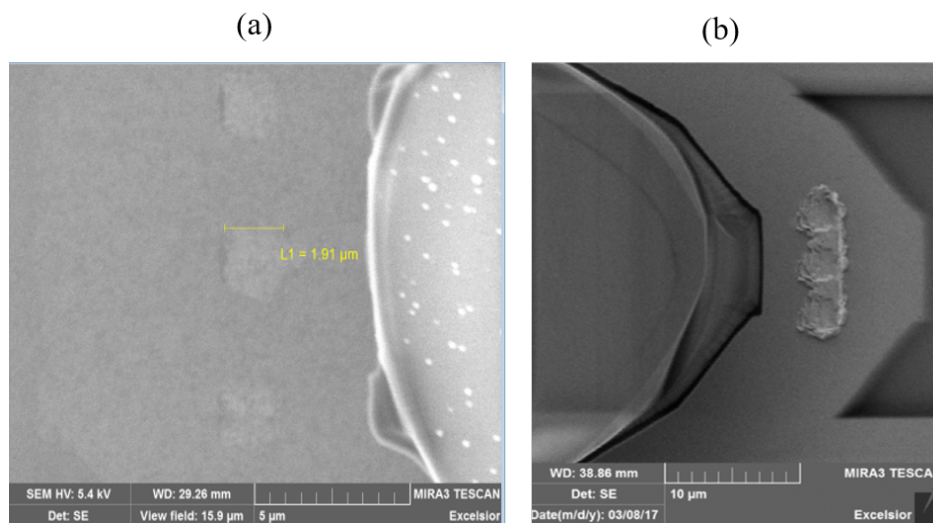 (a)
(b)
L1 = 1.91 µm
SEM HV: 5.4 kV
WD: 29.26 mm
MIRA3 TESCAN
Det: SE
View field: 15.9 µm
5 µm
Excelsior
WD: 38.86 mm
MIRA3 TESCA
Det: SE
10 µm
Date(m/d/y): 03/08/17
Excelsior